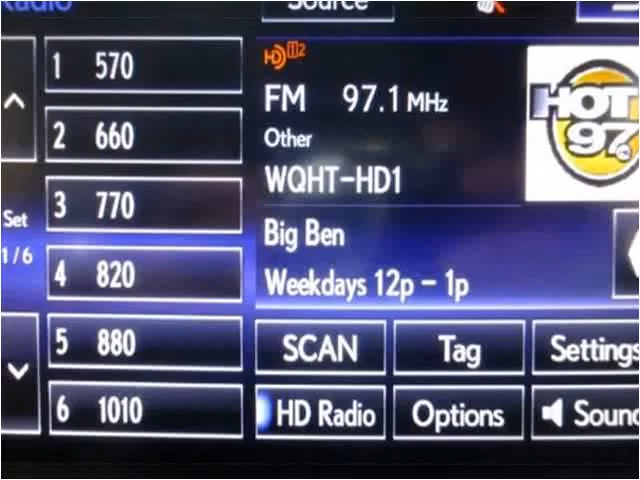 Radio
Source
1 570
2 660
3 770
4 820
5 880
6 1010
Set
1/6
HD 1 2
FM 97.1 MHz
Other
WQHT-HD1
HOT
97
Big Ben
Weekdays 12p - 1p
SCAN
Tag
Settings
HD Radio
Options
Sound